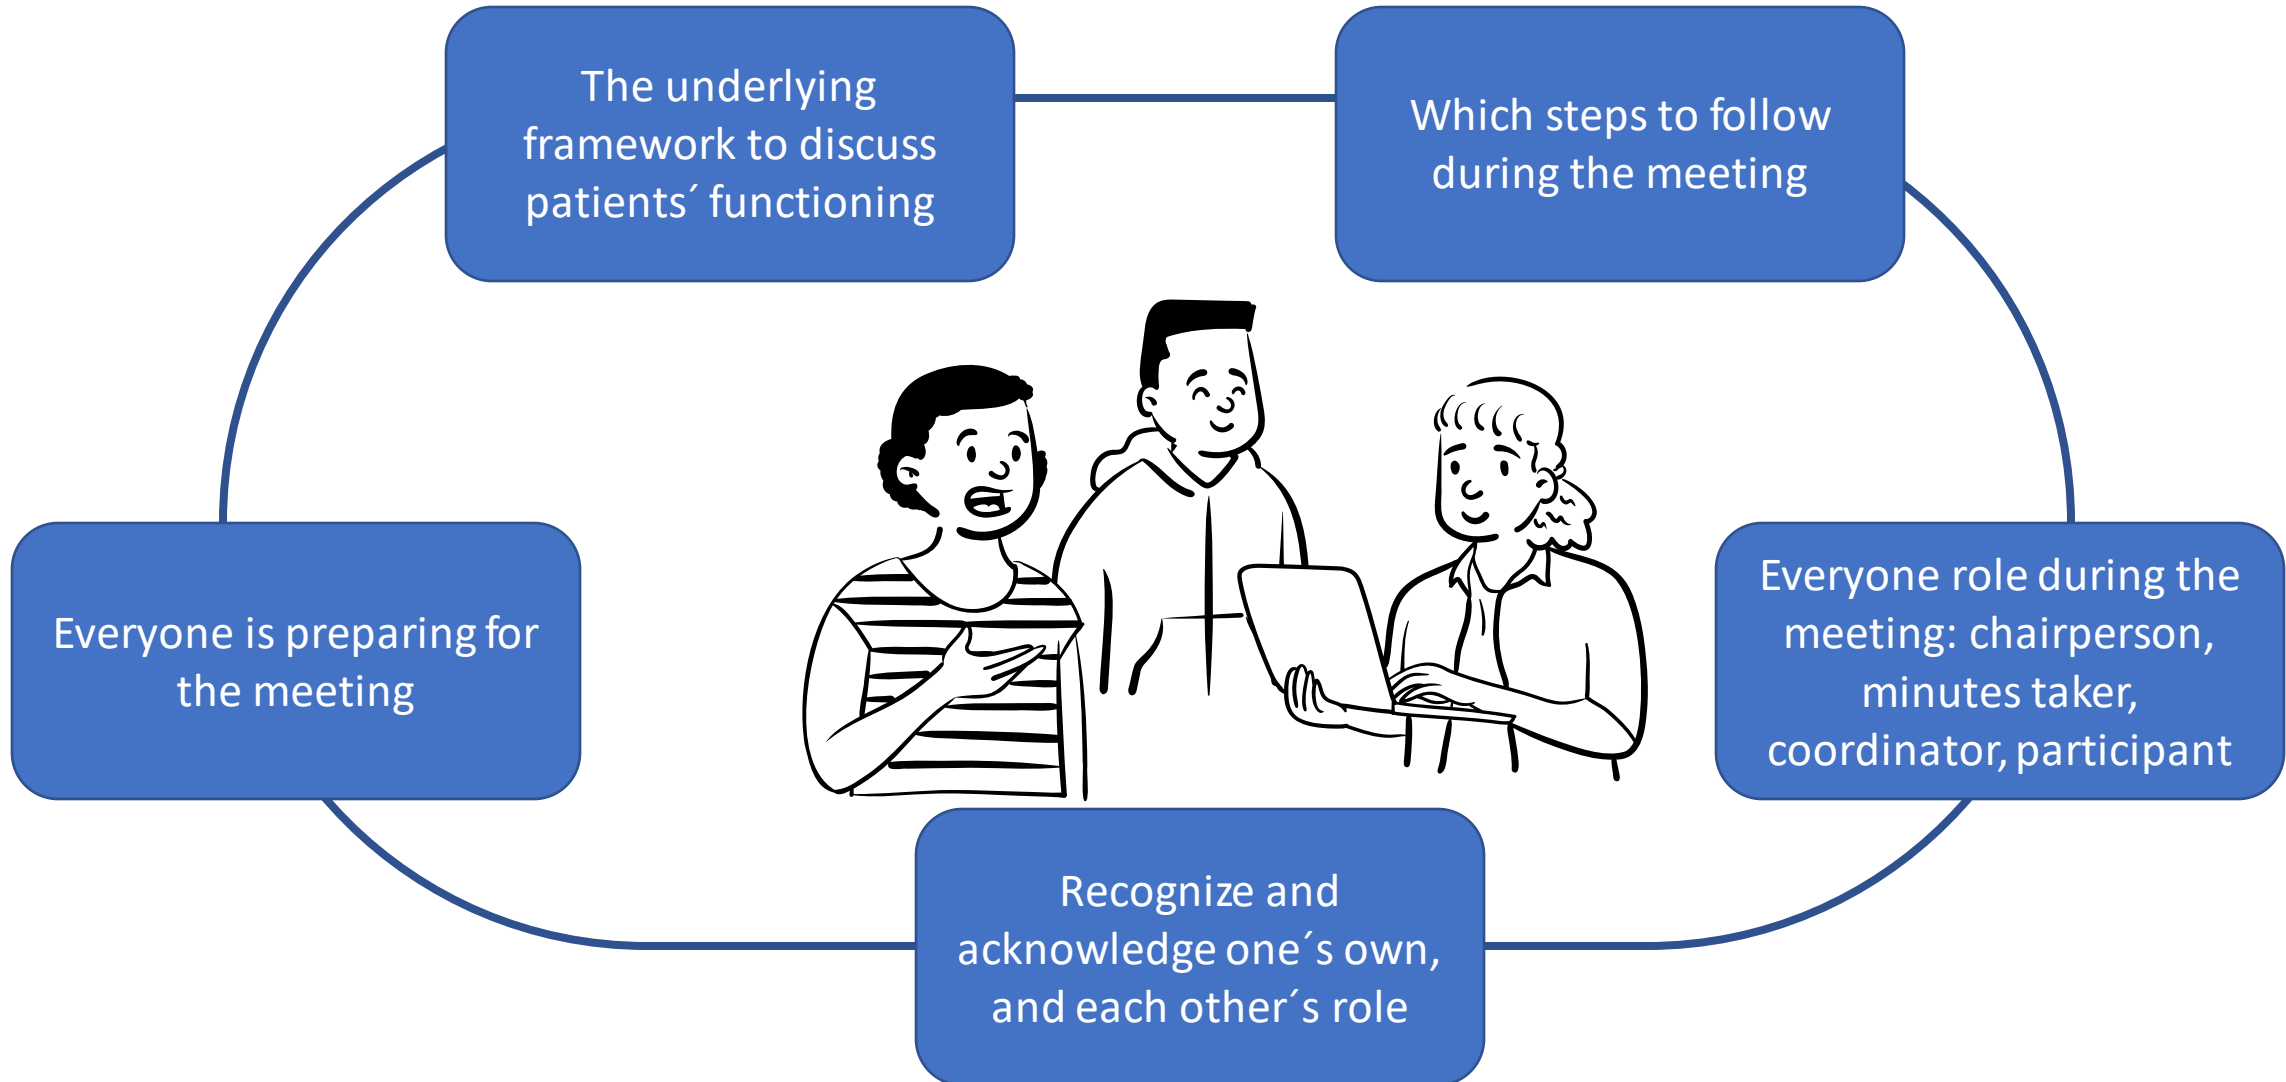 The underlying
framework to discuss
patients´ functioning
Which steps to follow
during the meeting
Everyone is preparing for
the meeting
Everyone role during the
meeting: chairperson,
minutes taker,
coordinator, participant
Recognize and
acknowledge one´s own,
and each other´s role